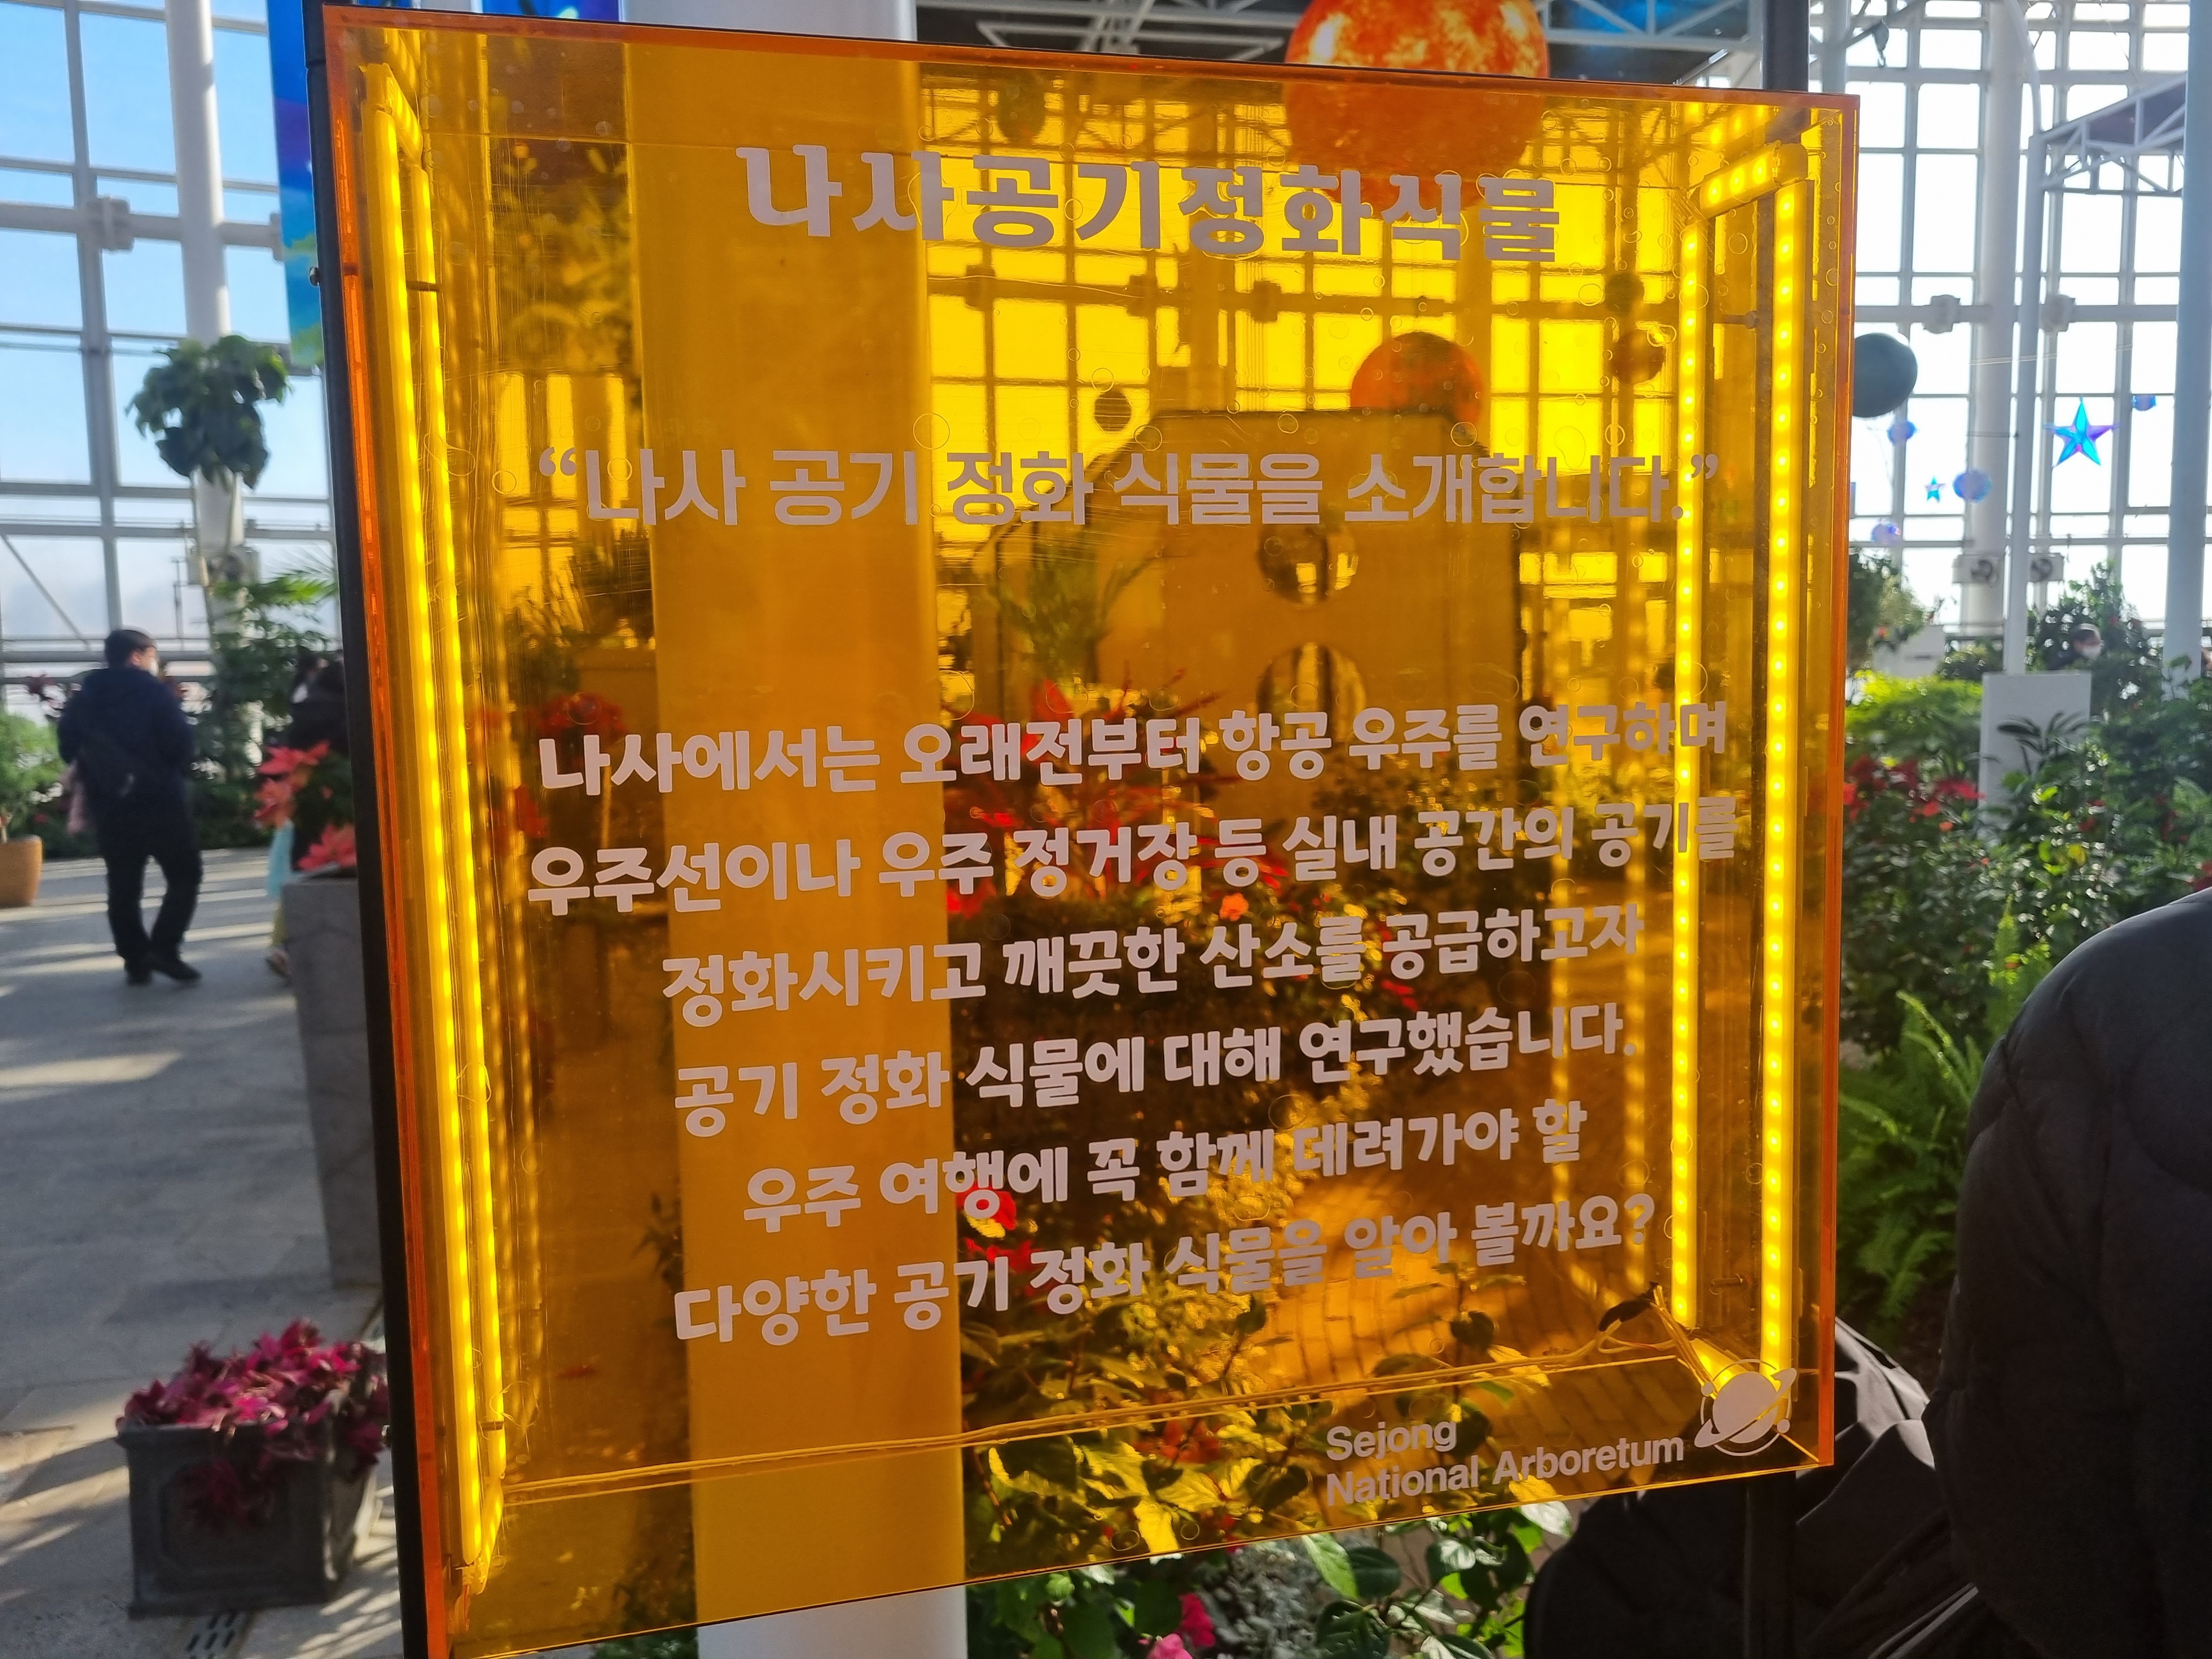 나사공기정화식물
“나사 공기 정화 식물을 소개합니다.”
나사에서는 오래전부터 항공 우주를 연구하며
우주선이나 우주 정거장 등 실내 공간의 공기를
정화시키고 깨끗한 산소를 공급하고자
공기 정화 식물에 대해 연구했습니다.
우주 여행에 꼭 함께 데려가야 할
다양한 공기 정화 식물을 알아 볼까요?
Sejong
National Arboretum